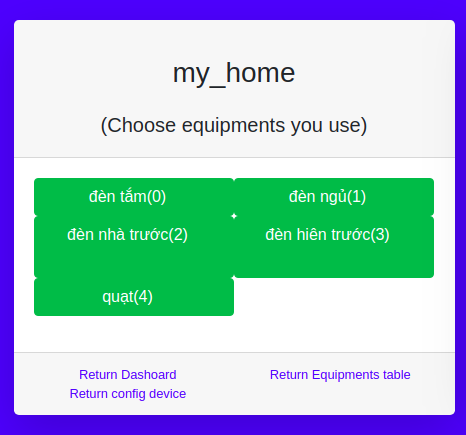 my_home
(Choose equipments you use)
đèn tắm(0)
đèn ngủ(1)
đèn nhà trước(2)
đèn hiên trước(3)
quạt(4)
Return Dashoard
Return Equipments table
Return config device